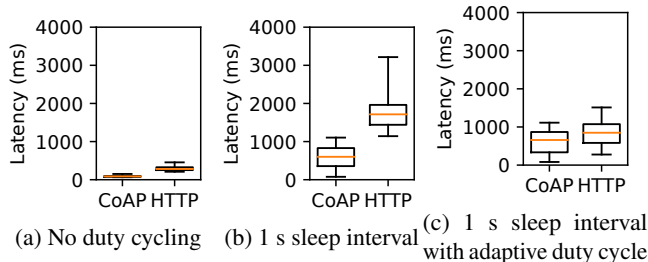 Latency (ms)
4000
3000
2000
1000
0
CoAP HTTP
(a) No duty cycling
Latency (ms)
4000
3000
2000
1000
0
CoAP HTTP
(b) 1 s sleep interval
Latency (ms)
4000
3000
2000
1000
0
CoAP HTTP
(c) 1 s sleep interval
with adaptive duty cycle